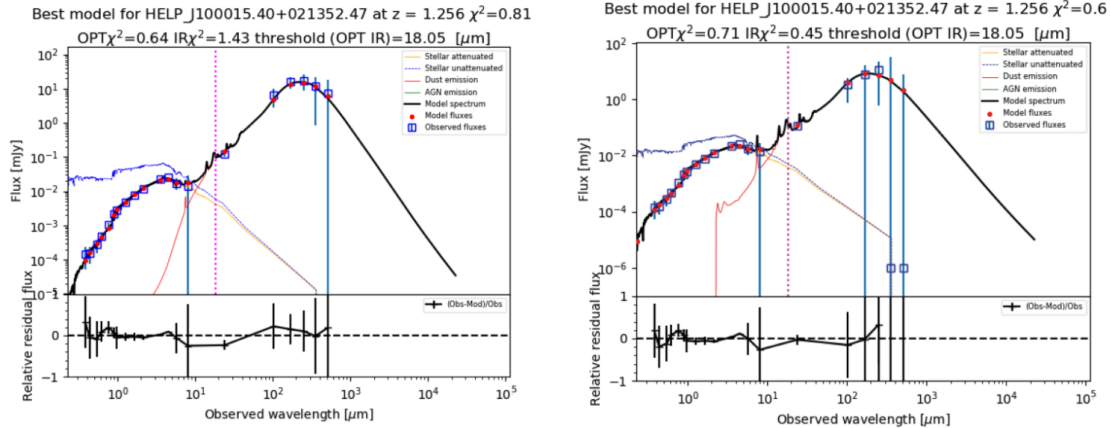 Best model for HELP_J100015.40+021352.47 at z = 1.256 χ²=0.81
OPTχ²=0.64 IRχ²=1.43 threshold (OPT IR)=18.05 [μm]
Stellar attenuated
Stellar unattenuated
Dust emission
AGN emission
Model spectrum
Model fluxes
Observed fluxes
Flux [mJy]
10²
10¹
10⁰
10⁻¹
10⁻²
10⁻³
10⁻⁴
10⁻⁵
Relative residual flux
(Obs-Mod)/Obs
1
0
−1
10⁰ 10¹ 10² 10³ 10⁴ 10⁵
Observed wavelength [μm]
Best model for HELP_J100015.40+021352.47 at z = 1.256 χ²=0.6
OPTχ²=0.71 IRχ²=0.45 threshold (OPT IR)=18.05 [μm]
Stellar attenuated
Stellar unattenuated
Dust emission
AGN emission
Model spectrum
Model fluxes
Observed fluxes
Flux [mJy]
10²
10⁰
10⁻²
10⁻⁴
10⁻⁶
Relative residual flux
(Obs-Mod)/Obs
1
0
−1
10⁰ 10¹ 10² 10³ 10⁴ 10⁵
Observed wavelength [μm]